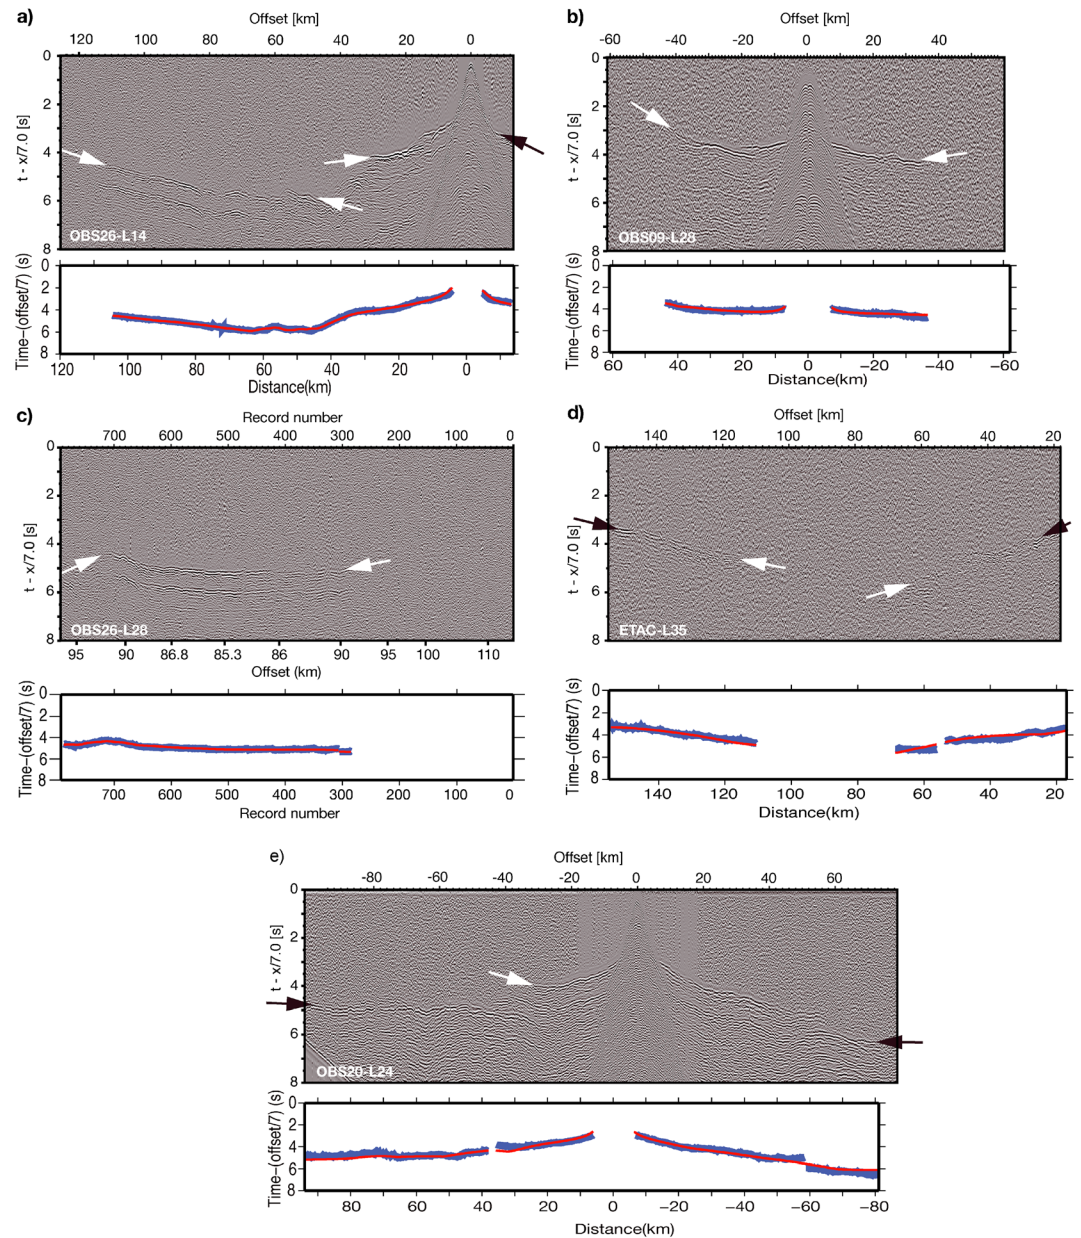 a)
Offset [km]
120 100 80 60 40 20 0
0
2
4
6
8
t - x/7.0 [s]
OBS26-L14
0
2
4
6
8
Time−(offset/7) (s)
120 100 80 60 40 20 0
Distance(km)
b)
Offset [km]
-60 -40 -20 0 20 40
0
2
4
6
8
t - x/7.0 [s]
OBS09-L28
0
2
4
6
8
Time−(offset/7) (s)
60 40 20 0 −20 −40 −60
Distance(km)
c)
Record number
700 600 500 400 300 200 100 0
0
2
4
6
8
t - x/7.0 [s]
OBS26-L28
95 90 86.8 85.3 86 90 95 100 110
Offset (km)
0
2
4
6
8
Time−(offset/7) (s)
700 600 500 400 300 200 100 0
Record number
d)
Offset [km]
140 120 100 80 60 40 20
0
2
4
6
8
t - x/7.0 [s]
ETAC-L35
0
2
4
6
8
Time−(offset/7) (s)
140 120 100 80 60 40 20
Distance(km)
e)
Offset [km]
-80 -60 -40 -20 0 20 40 60
0
2
4
6
8
t - x/7.0 [s]
OBS20-L24
0
2
4
6
8
Time−(offset/7) (s)
80 60 40 20 0 −20 −40 −60 −80
Distance(km)